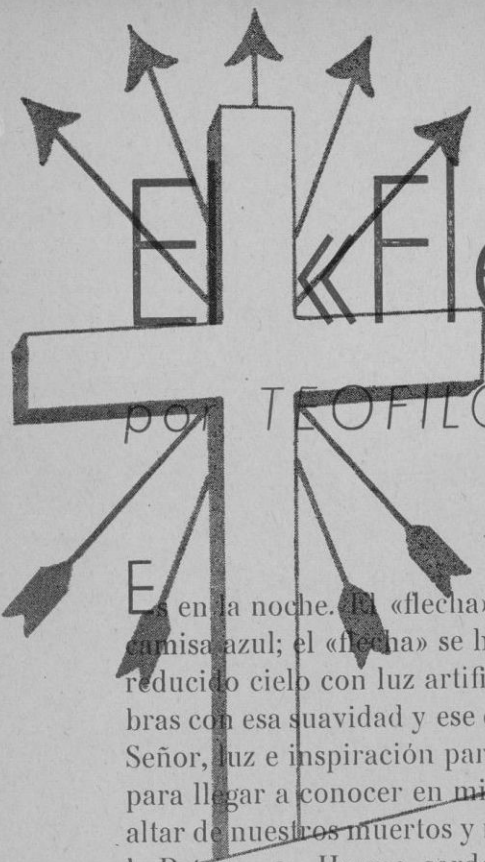 El «Fle
por TEOFILO
Es en la noche. El «flecha»
camisa azul; el «flecha» se h
reducido cielo con luz artifi
bras con esa suavidad y ese
Señor, luz e inspiración par
para llegar a conocer en mi
altar de nuestros muertos y